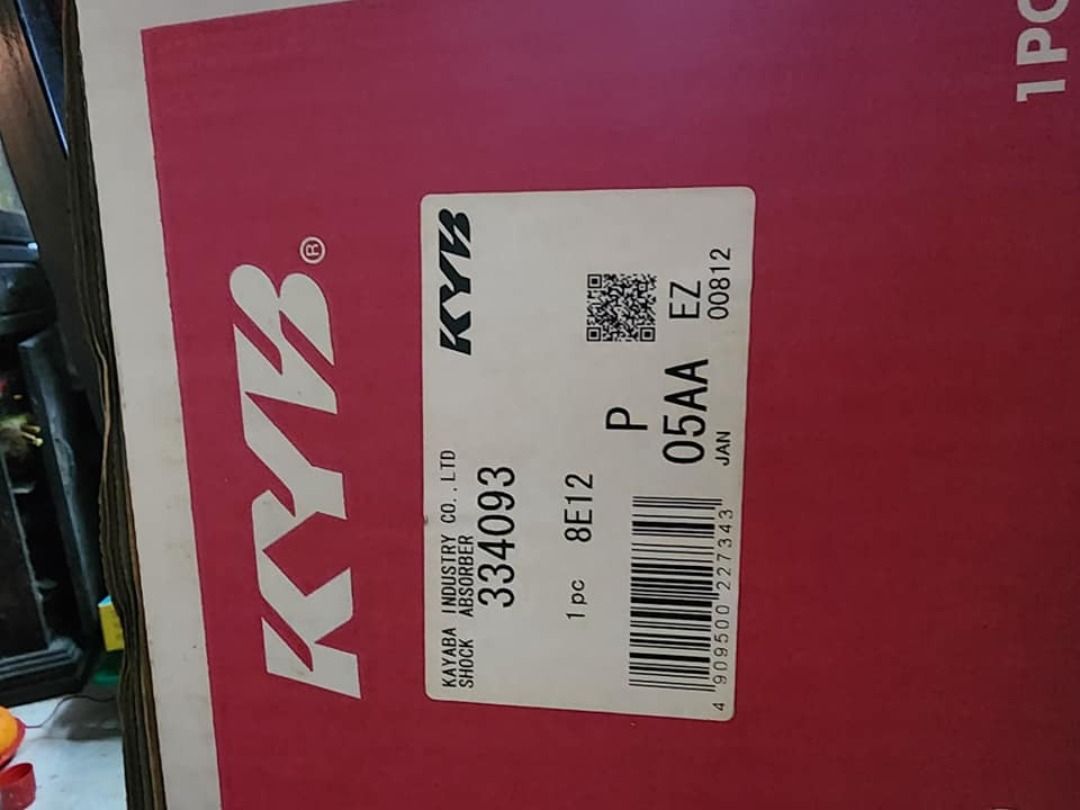 KYB®
KYB
KAYABA INDUSTRY CO.,LTD
SHOCK ABSORBER
334093
1pc 8E12
P
05AA EZ
JAN 00812
4 909500 227343
1PC